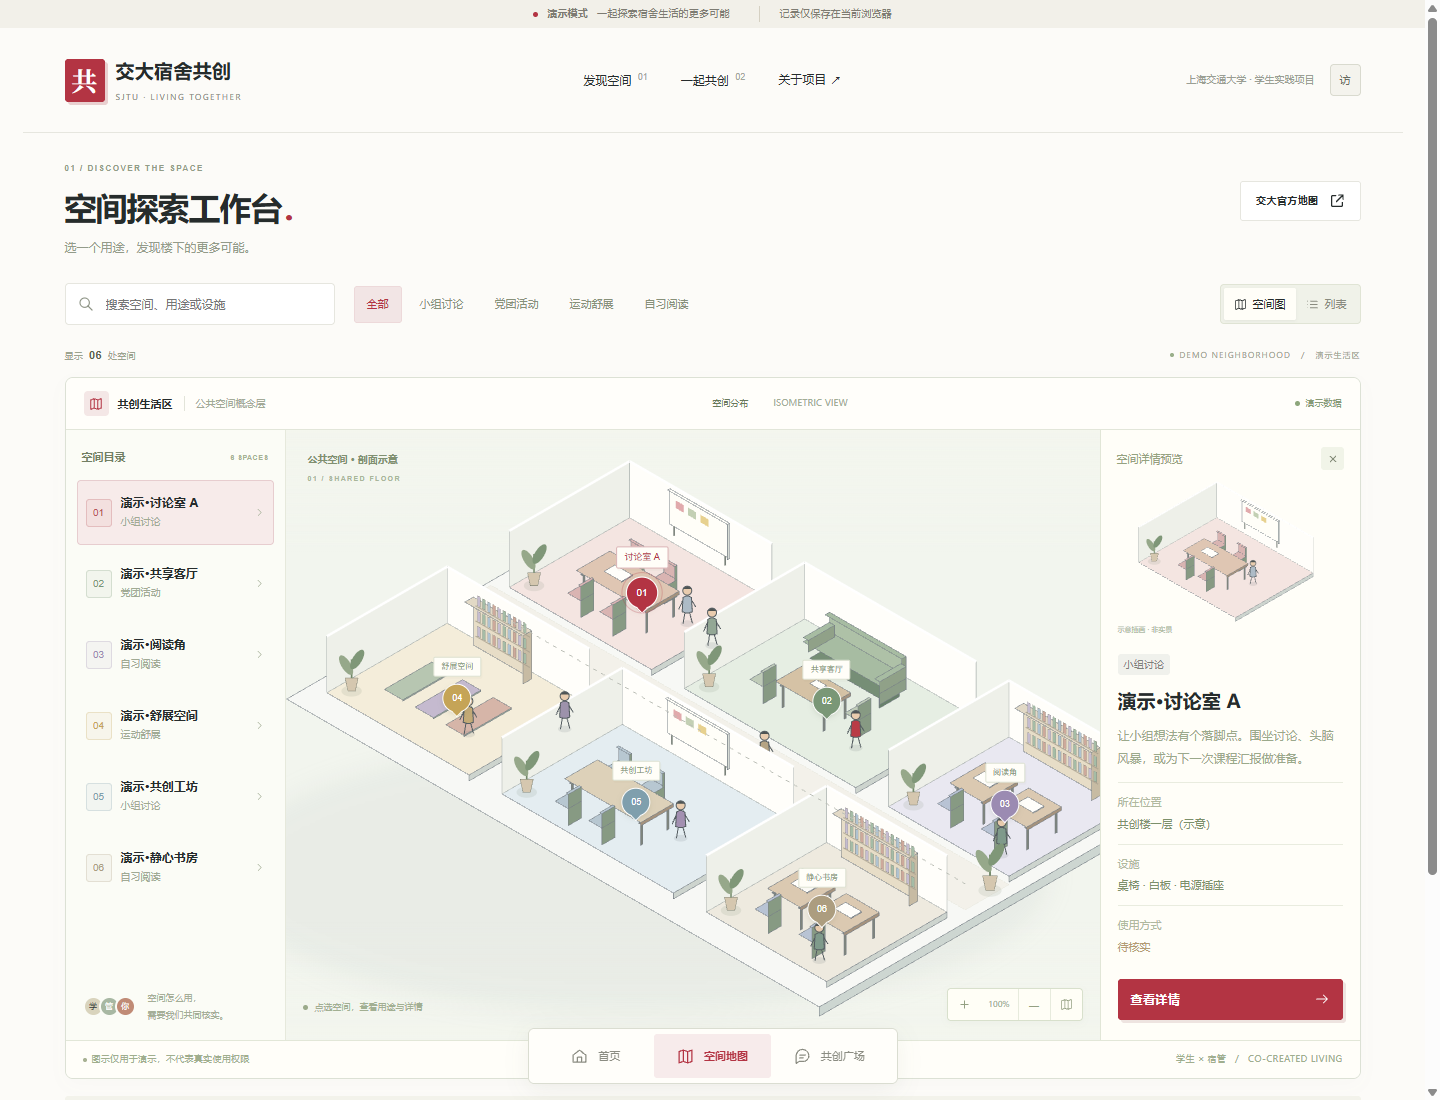 演示模式 一起探索宿舍生活的更多可能 记录仅保存在当前浏览器
共
交大宿舍共创
SJTU · LIVING TOGETHER
发现空间 01
一起共创 02
关于项目 ↗
上海交通大学 · 学生实践项目
访
01 / DISCOVER THE SPACE
空间探索工作台.
选一个用途，发现楼下的更多可能。
交大官方地图
搜索空间、用途或设施
全部
小组讨论
党团活动
运动舒展
自习阅读
空间图
列表
显示 06 处空间
DEMO NEIGHBORHOOD / 演示生活区
共创生活区
公共空间概念层
空间分布
ISOMETRIC VIEW
演示数据
空间目录
6 SPACES
01
演示·讨论室 A
小组讨论
02
演示·共享客厅
党团活动
03
演示·阅读角
自习阅读
04
演示·舒展空间
运动舒展
05
演示·共创工坊
小组讨论
06
演示·静心书房
自习阅读
学
管
你
空间怎么用，
需要我们共同核实。
公共空间 · 剖面示意
01 / SHARED FLOOR
讨论室 A
01
共享客厅
02
舒展空间
04
共创工坊
05
阅读角
03
静心书房
06
点选空间，查看用途与详情
+ 100% —
空间详情预览
×
示意插画 · 非实景
小组讨论
演示·讨论室 A
让小组想法有个落脚点。围坐讨论、头脑
风暴，或为下一次课程汇报做准备。
所在位置
共创楼一层（示意）
设施
桌椅 · 白板 · 电源插座
使用方式
待核实
查看详情 →
图示仅用于演示，不代表真实使用权限
首页
空间地图
共创广场
学生 × 宿管 / CO-CREATED LIVING